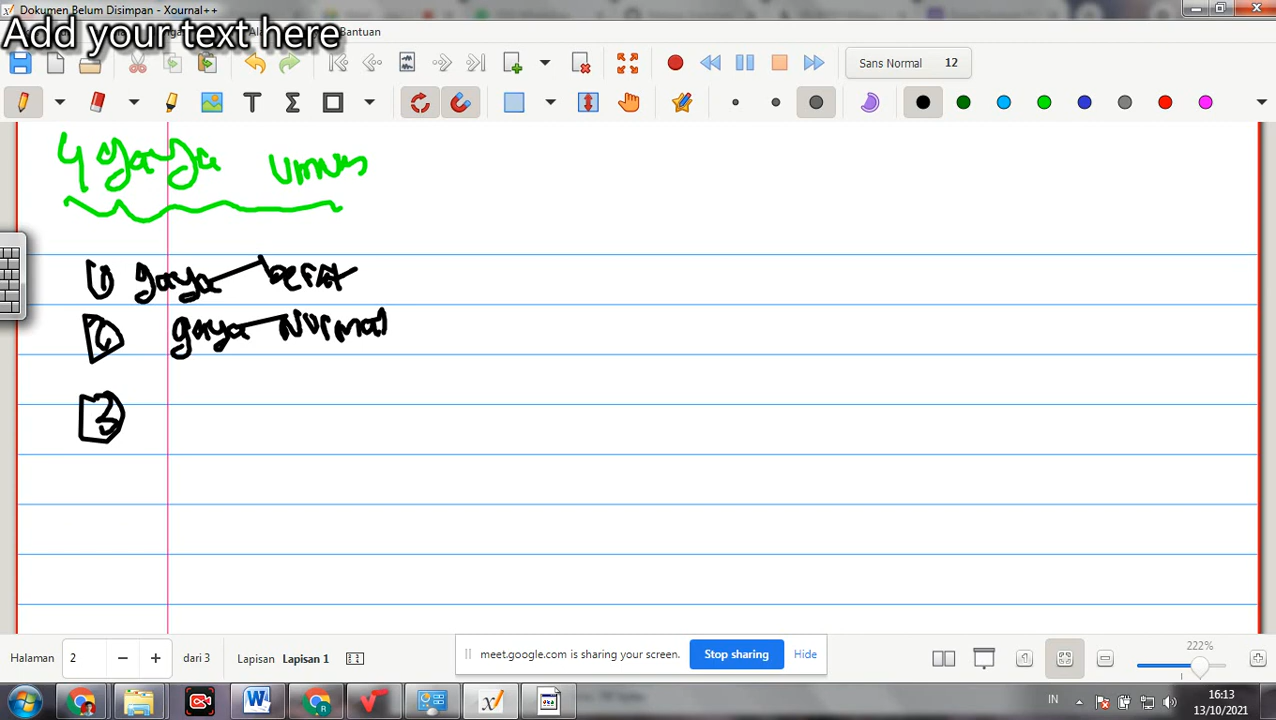 Dokumen Belum Disimpan - Xournal++
Add your text here
Bantuan
Sans Normal 12
4 gaya umum
(1) gaya berat
2 gaya Normal
3
Halaman 2 dari 3 Lapisan Lapisan 1
meet.google.com is sharing your screen. Stop sharing Hide
222%
IN 16:13
13/10/2021